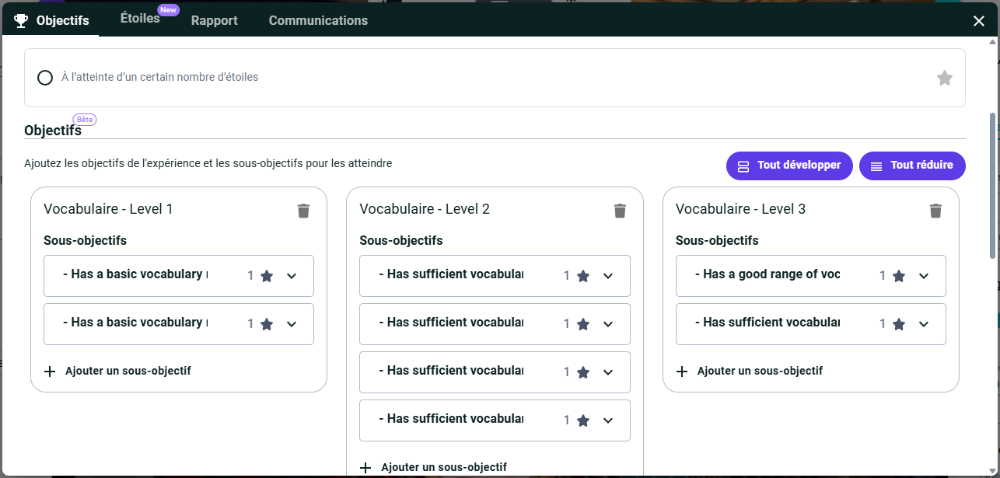 Objectifs
Étoiles
New
Rapport
Communications
À l’atteinte d’un certain nombre d’étoiles
Objectifs
Bêta
Ajoutez les objectifs de l'expérience et les sous-objectifs pour les atteindre
Tout développer
Tout réduire
Vocabulaire - Level 1
Sous-objectifs
- Has a basic vocabulary
1
- Has a basic vocabulary
1
Ajouter un sous-objectif
Vocabulaire - Level 2
Sous-objectifs
- Has sufficient vocabular
1
- Has sufficient vocabular
1
- Has sufficient vocabular
1
- Has sufficient vocabular
1
Ajouter un sous-objectif
Vocabulaire - Level 3
Sous-objectifs
- Has a good range of voc
1
- Has sufficient vocabular
1
Ajouter un sous-objectif